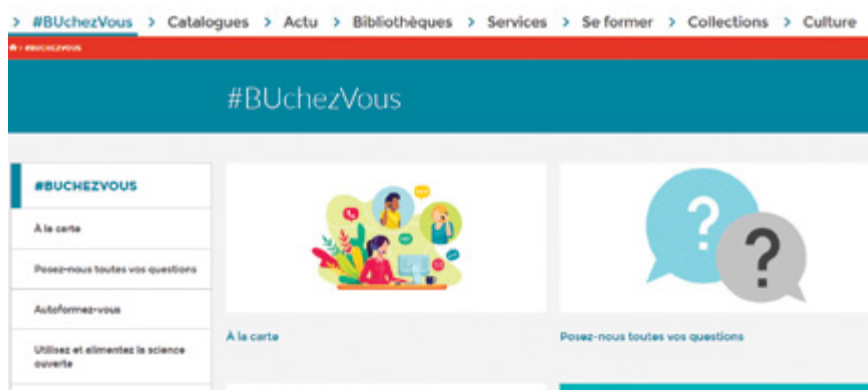 > #BUchezVous > Catalogues > Actu > Bibliothèques > Services > Se former > Collections > Culture
> #BUCHEZVOUS
#BUchezVous
#BUCHEZVOUS
À la carte
Posez-nous toutes vos questions
Autoformez-vous
Utilisez et alimentez la science
ouverte
? ?
À la carte
Posez-nous toutes vos questions